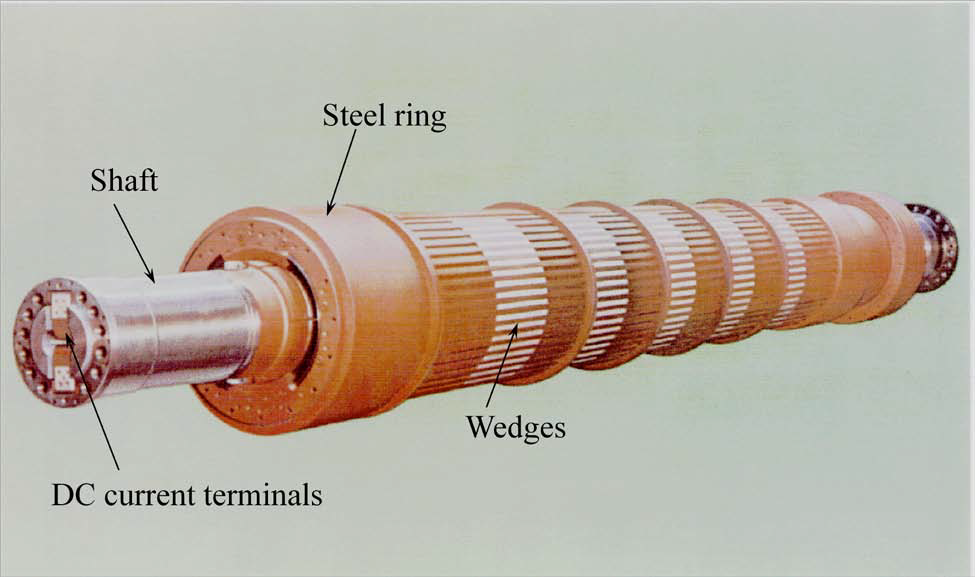 Steel ring
Shaft
Wedges
DC current terminals